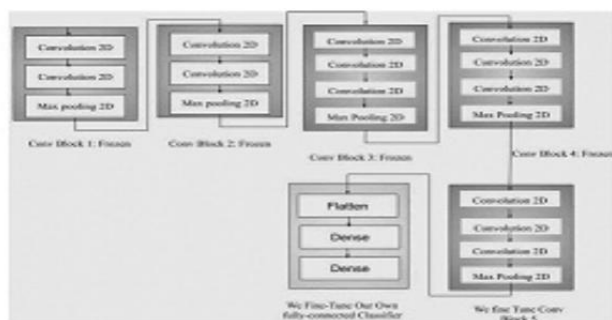 Convolution 2D
Convolution 2D
Max pooling 2D
Conv Block 1: Frozen
Convolution 2D
Convolution 2D
Max pooling 2D
Conv Block 2: Frozen
Convolution 2D
Convolution 2D
Convolution 2D
Max Pooling 2D
Conv Block 3: Frozen
Convolution 2D
Convolution 2D
Convolution 2D
Max Pooling 2D
Conv Block 4: Frozen
Convolution 2D
Convolution 2D
Convolution 2D
Max Pooling 2D
We fine Tune Conv
Block 5
Flatten
Dense
Dense
We Fine-Tune Our Own
fully-connected Classifier